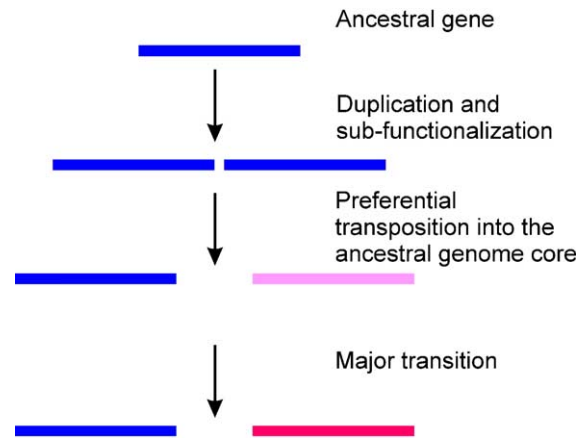 Ancestral gene
Duplication and
sub-functionalization
Preferential
transposition into the
ancestral genome core
Major transition